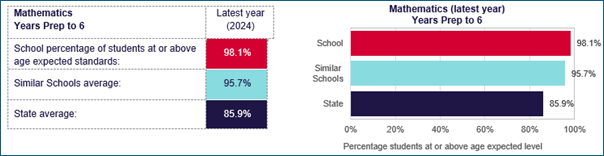 Mathematics
Years Prep to 6
Latest year
(2024)
School percentage of students at or above
age expected standards:
98.1%
Similar Schools average:
95.7%
State average:
85.9%
Mathematics (latest year)
Years Prep to 6
School
98.1%
Similar
Schools
95.7%
State
85.9%
0% 20% 40% 60% 80% 100%
Percentage students at or above age expected level